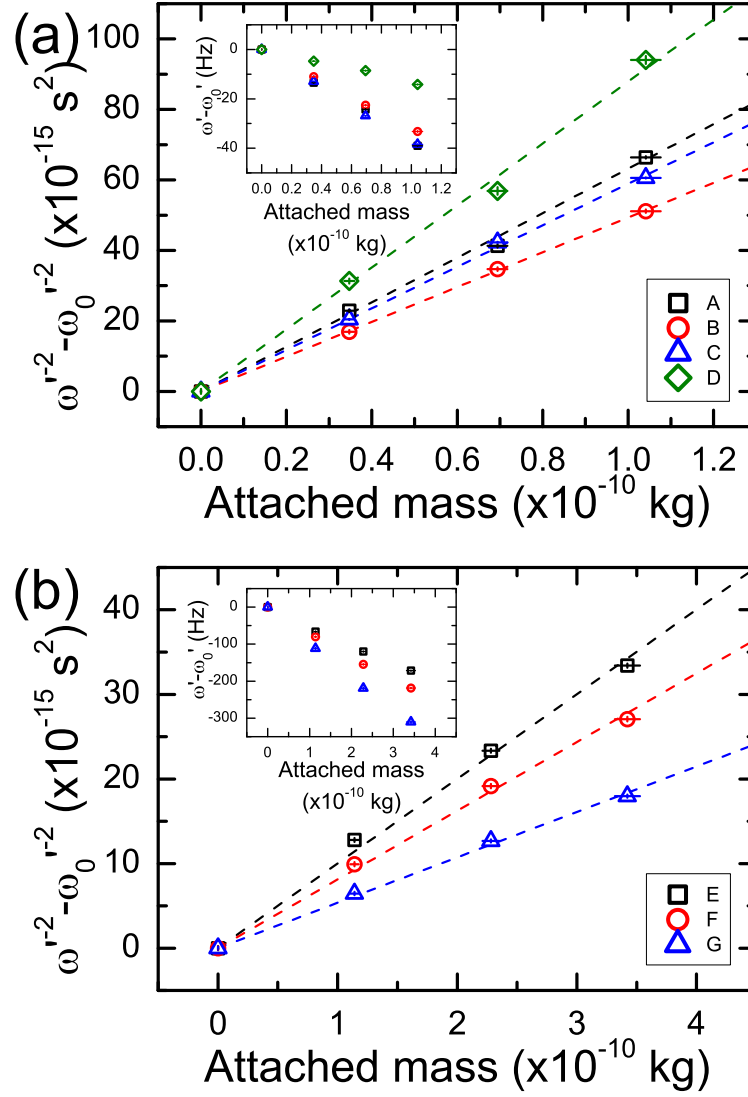 (a)
ω'⁻²-ω₀'⁻² (x10⁻¹⁵ s²)
100
80
60
40
20
0
0.0 0.2 0.4 0.6 0.8 1.0 1.2
Attached mass (x10⁻¹⁰ kg)
ω'-ω₀' (Hz)
0
-20
-40
0.0 0.2 0.4 0.6 0.8 1.0 1.2
Attached mass
(x10⁻¹⁰ kg)
A
B
C
D
(b)
ω'⁻²-ω₀'⁻² (x10⁻¹⁵ s²)
40
30
20
10
0
0 1 2 3 4
Attached mass (x10⁻¹⁰ kg)
ω'-ω₀' (Hz)
0
-100
-200
-300
0 1 2 3 4
Attached mass
(x10⁻¹⁰ kg)
E
F
G